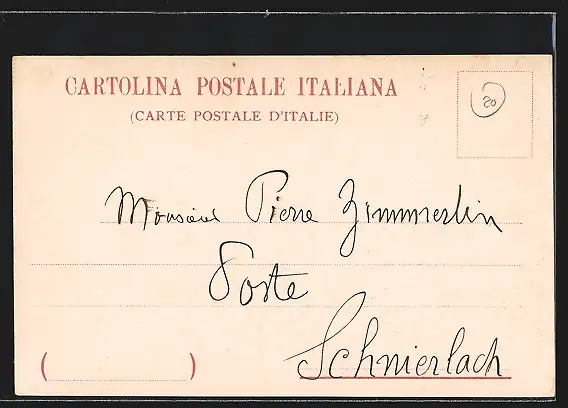 CARTOLINA POSTALE ITALIANA
(CARTE POSTALE D'ITALIE)
20
Monsieur Pierre Zimmerlin
Poste
Schnierlach
( )